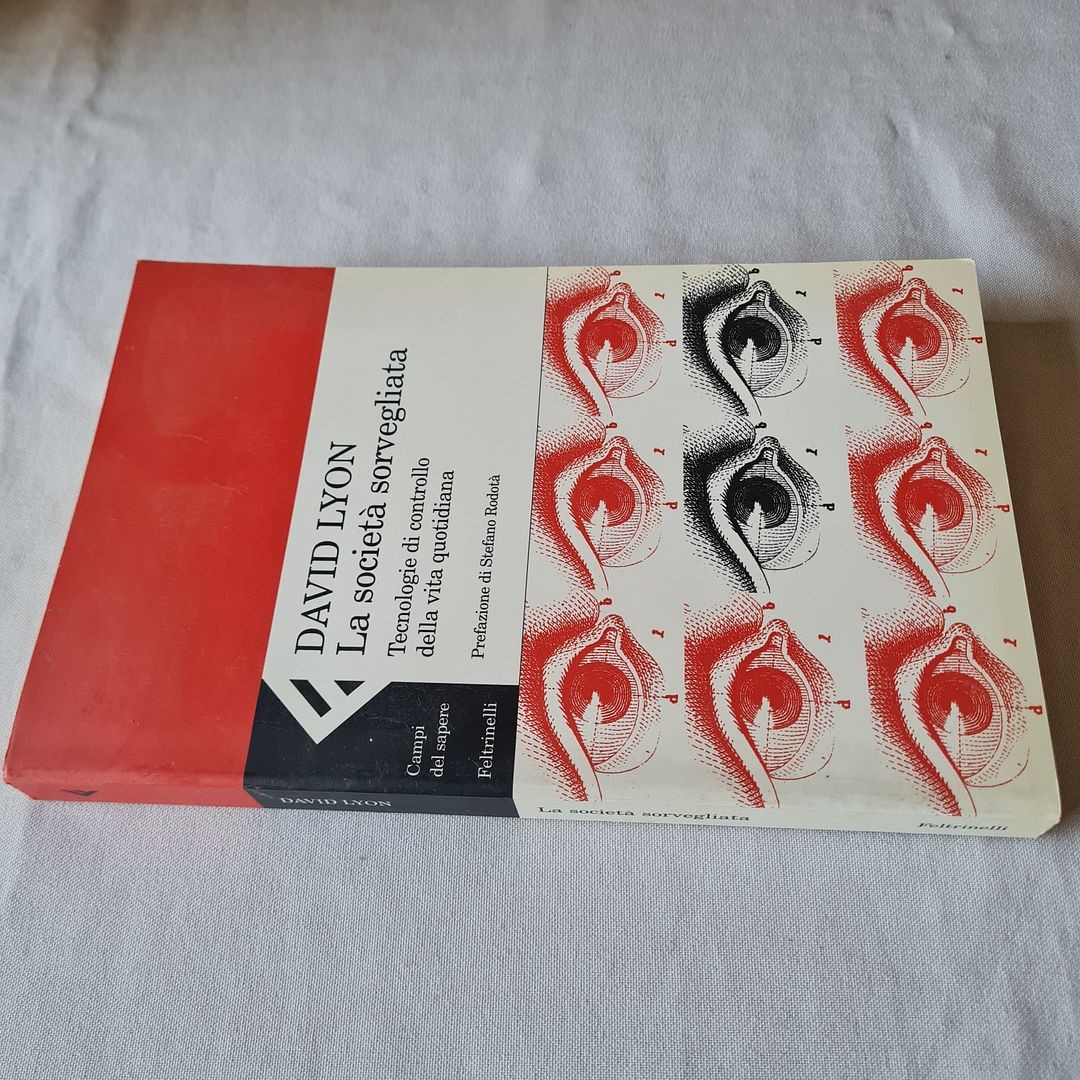 DAVID LYON
La società sorvegliata
Tecnologie di controllo
della vita quotidiana
Prefazione di Stefano Rodotà
Campi
del sapere
Feltrinelli
DAVID LYON
La società sorvegliata
Feltrinelli